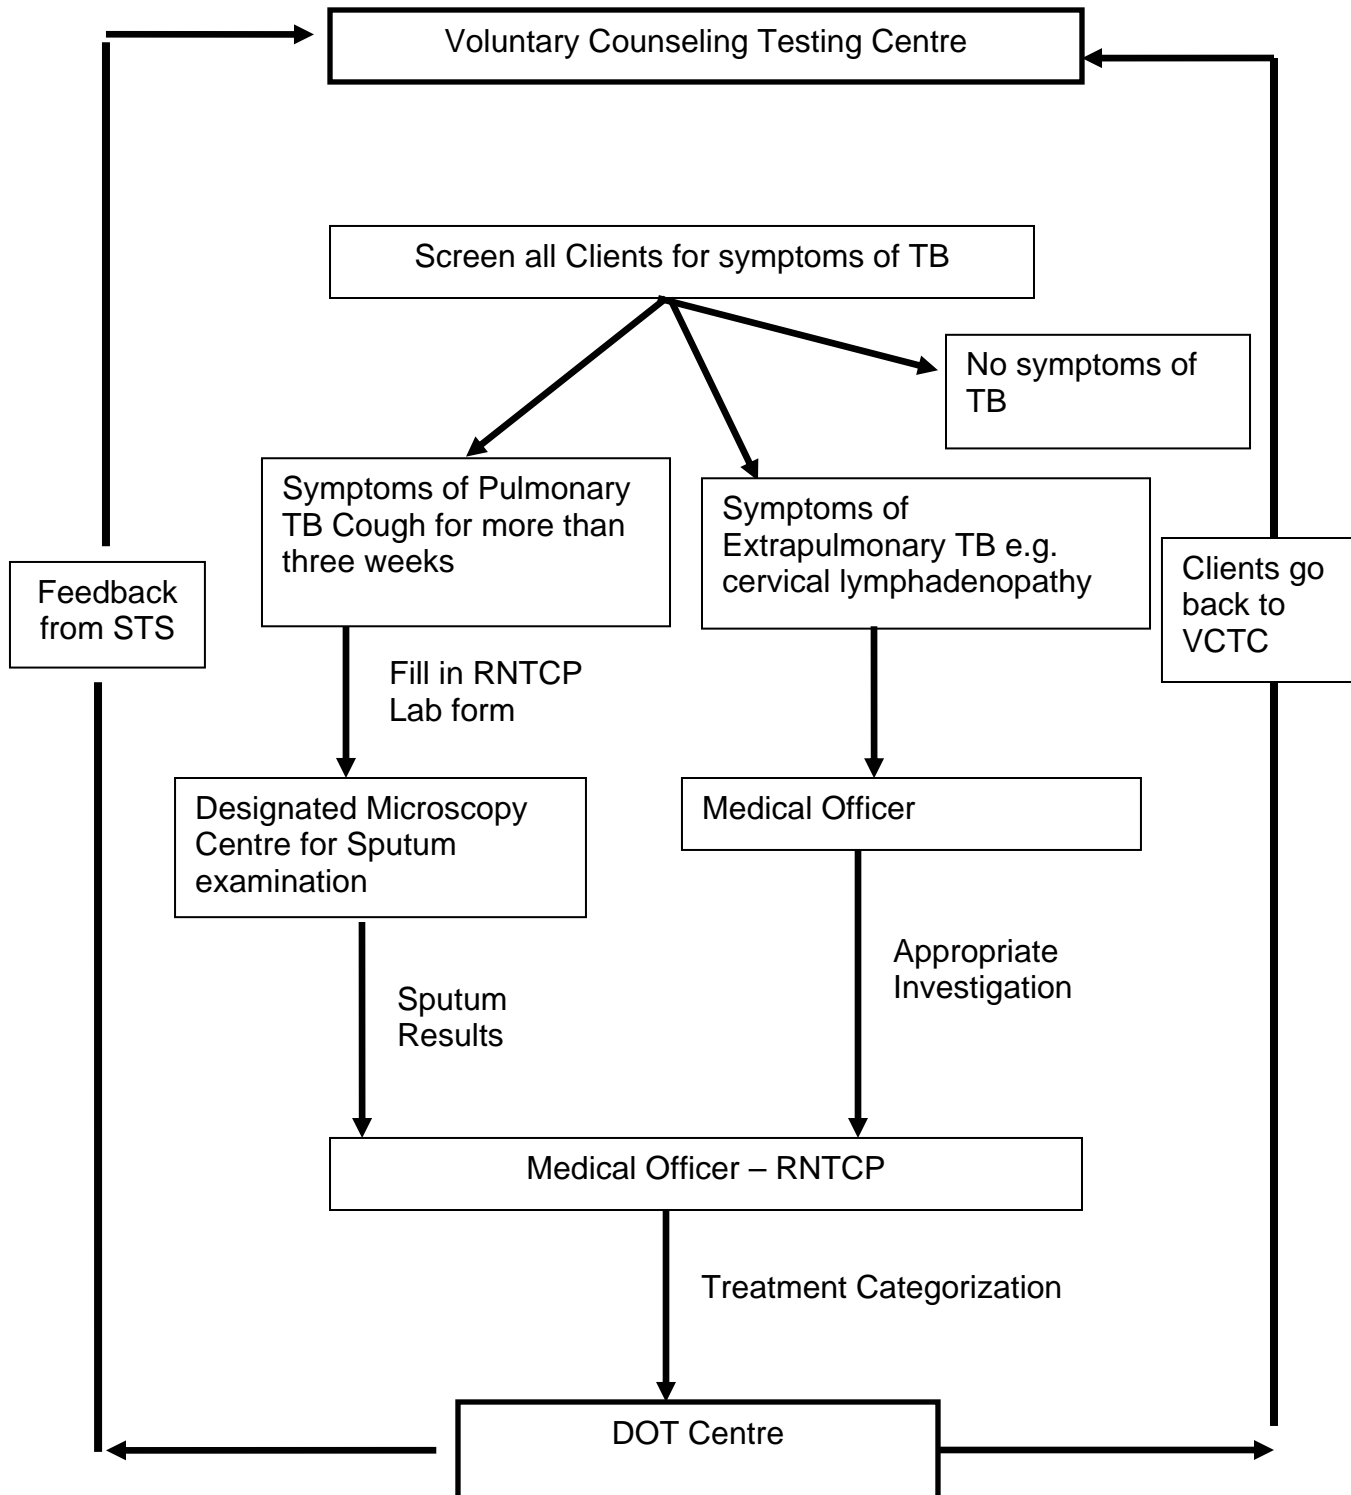 Voluntary Counseling Testing Centre
Screen all Clients for symptoms of TB
No symptoms of
TB
Symptoms of Pulmonary
TB Cough for more than
three weeks
Symptoms of
Extrapulmonary TB e.g.
cervical lymphadenopathy
Feedback
from STS
Clients go
back to
VCTC
Fill in RNTCP
Lab form
Designated Microscopy
Centre for Sputum
examination
Medical Officer
Appropriate
Investigation
Sputum
Results
Medical Officer – RNTCP
Treatment Categorization
DOT Centre